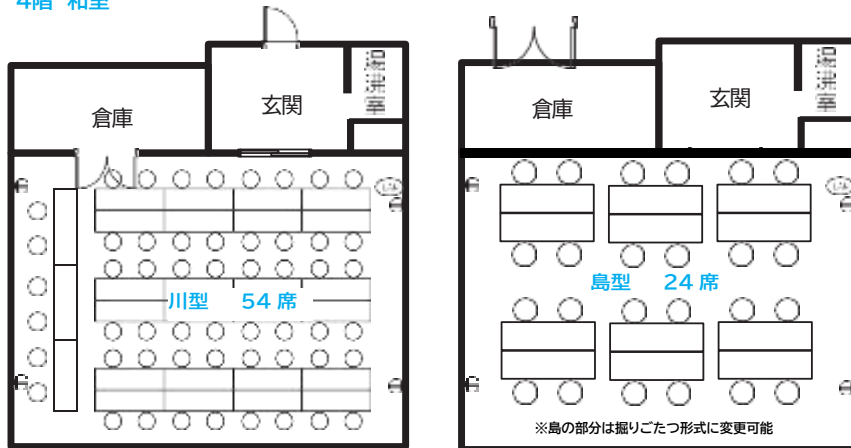 4階 和室
倉庫
玄関
湯沸室
川型 54席
倉庫
玄関
湯沸室
島型 24席
※島の部分は掘りごたつ形式に変更可能